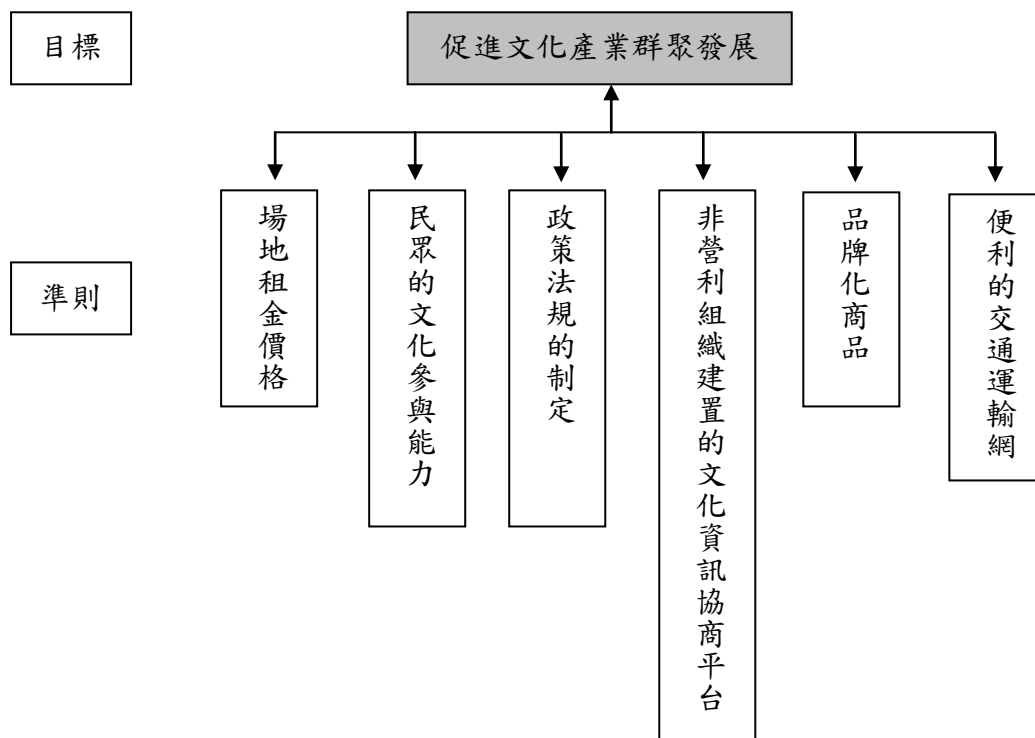 目標
促進文化產業群聚發展
準則
場地租金價格
民眾的文化參與能力
政策法規的制定
非營利組織建置的文化資訊協商平台
品牌化商品
便利的交通運輸網